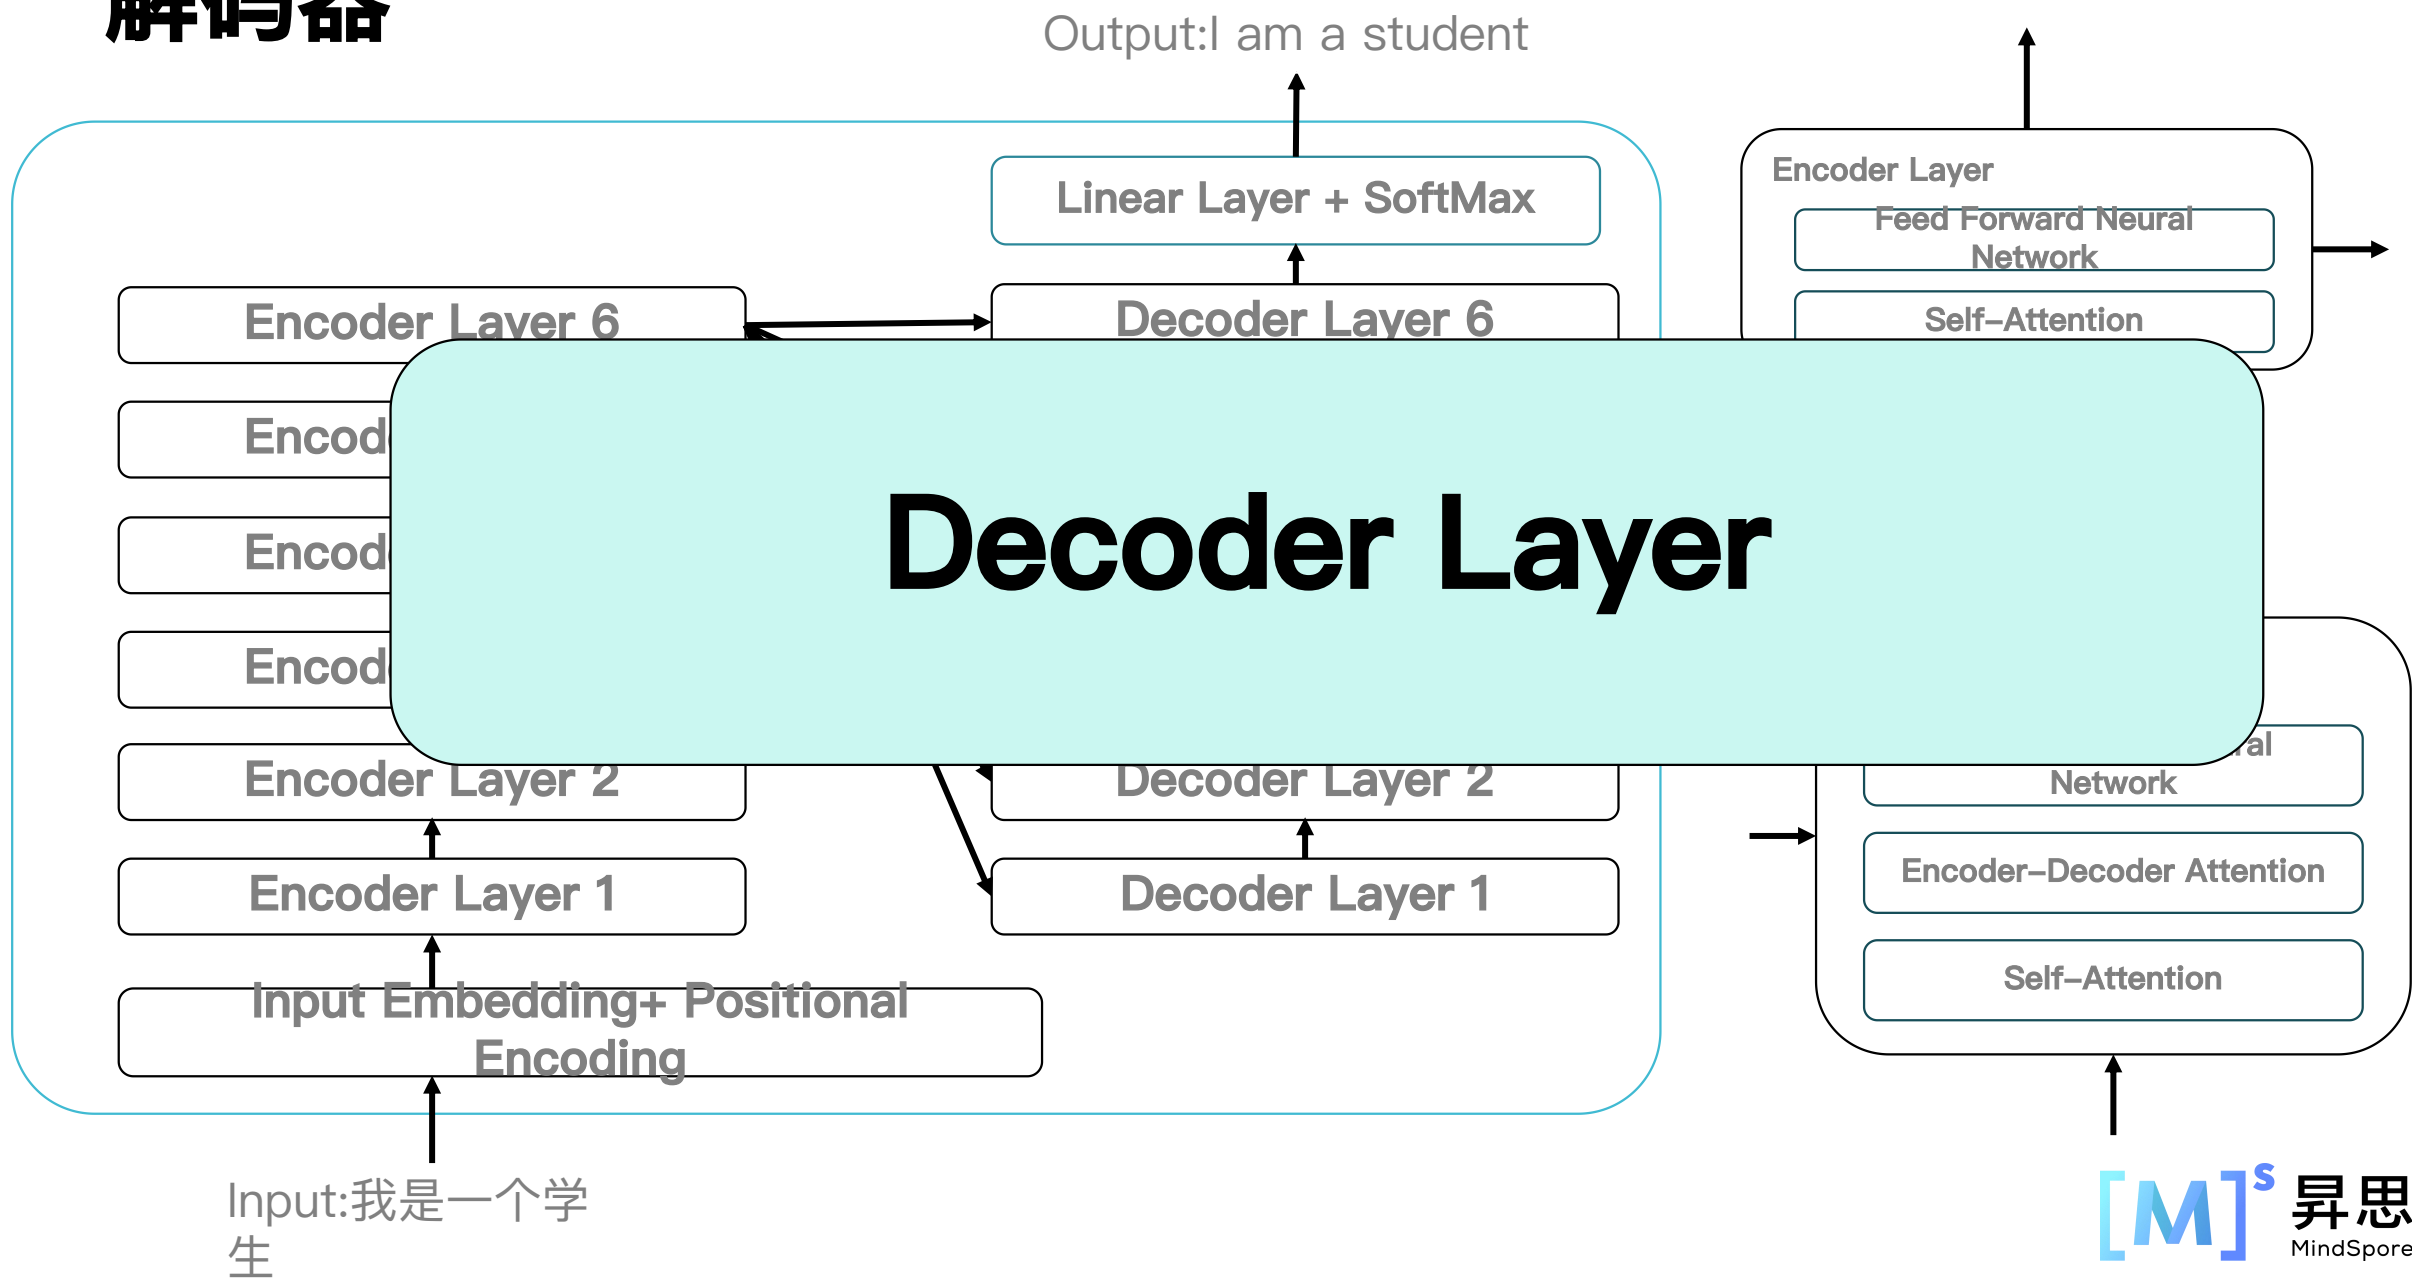 解码器
Output:I am a student
Linear Layer + SoftMax
Encoder Layer
Feed Forward Neural
Network
Self-Attention
Encoder Layer 6
Decoder Layer 6
Decoder Layer
Encoder Layer 2
Decoder Layer 2
Network
Encoder Layer 1
Decoder Layer 1
Encoder-Decoder Attention
Self-Attention
Input Embedding+ Positional
Encoding
Input:我是一个学
生
[M]s
昇思
MindSpore